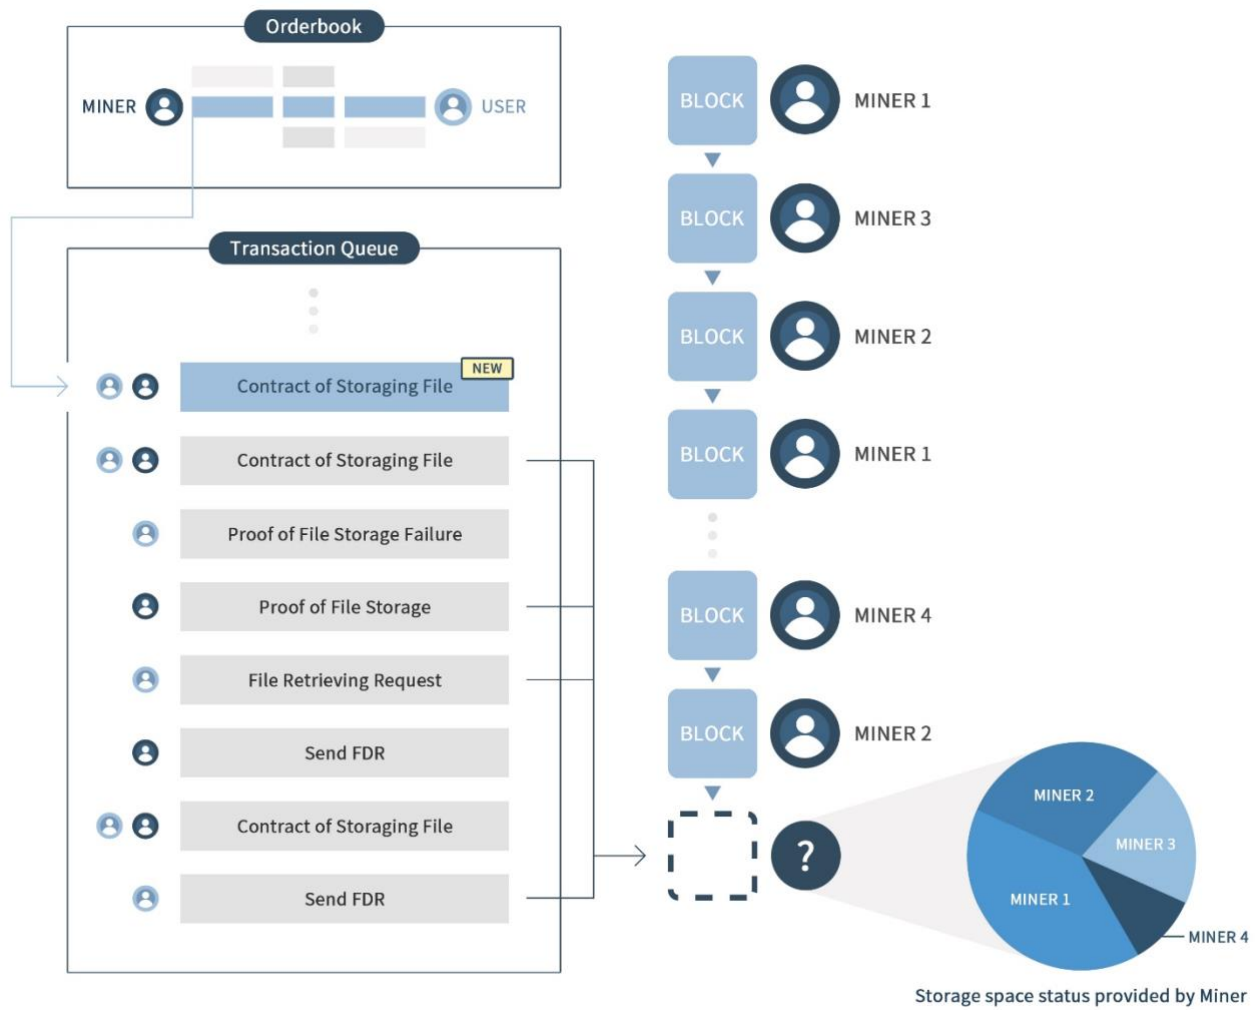 Orderbook
MINER
USER
Transaction Queue
NEW
Contract of Storaging File
Contract of Storaging File
Proof of File Storage Failure
Proof of File Storage
File Retrieving Request
Send FDR
Contract of Storaging File
Send FDR
BLOCK
MINER 1
BLOCK
MINER 3
BLOCK
MINER 2
BLOCK
MINER 1
BLOCK
MINER 4
BLOCK
MINER 2
?
MINER 2
MINER 3
MINER 1
MINER 4
Storage space status provided by Miner